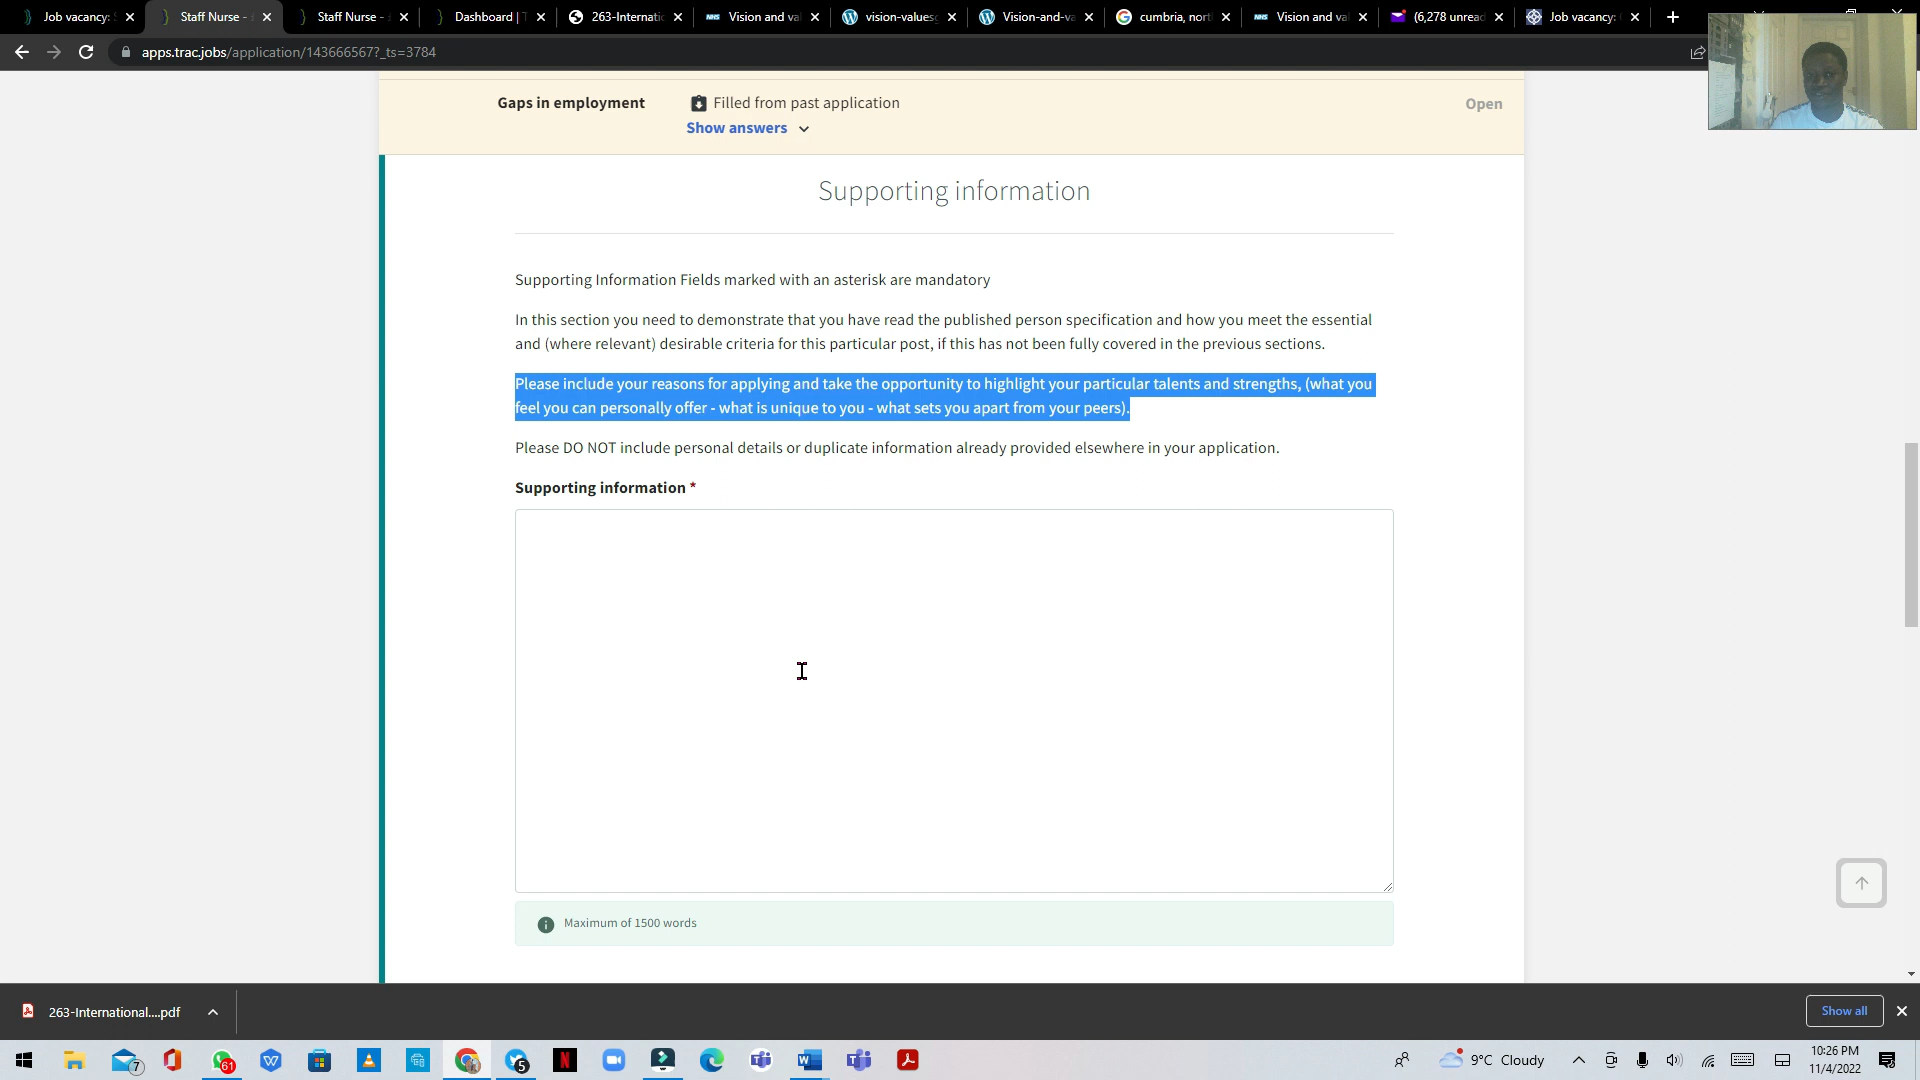 Job vacancy:
Staff Nurse -
Staff Nurse -
Dashboard | T
263-Internatio
Vision and va
vision-values
Vision-and-va
cumbria, nort
Vision and va
(6,278 unread
Job vacancy:
apps.trac.jobs/application/143666567?_ts=3784
Gaps in employment
Filled from past application
Open
Show answers
Supporting information
Supporting Information Fields marked with an asterisk are mandatory
In this section you need to demonstrate that you have read the published person specification and how you meet the essential
and (where relevant) desirable criteria for this particular post, if this has not been fully covered in the previous sections.
Please include your reasons for applying and take the opportunity to highlight your particular talents and strengths, (what you
feel you can personally offer - what is unique to you - what sets you apart from your peers).
Please DO NOT include personal details or duplicate information already provided elsewhere in your application.
Supporting information *
Maximum of 1500 words
263-International....pdf
Show all
7
61
5
9°C Cloudy
10:26 PM
11/4/2022